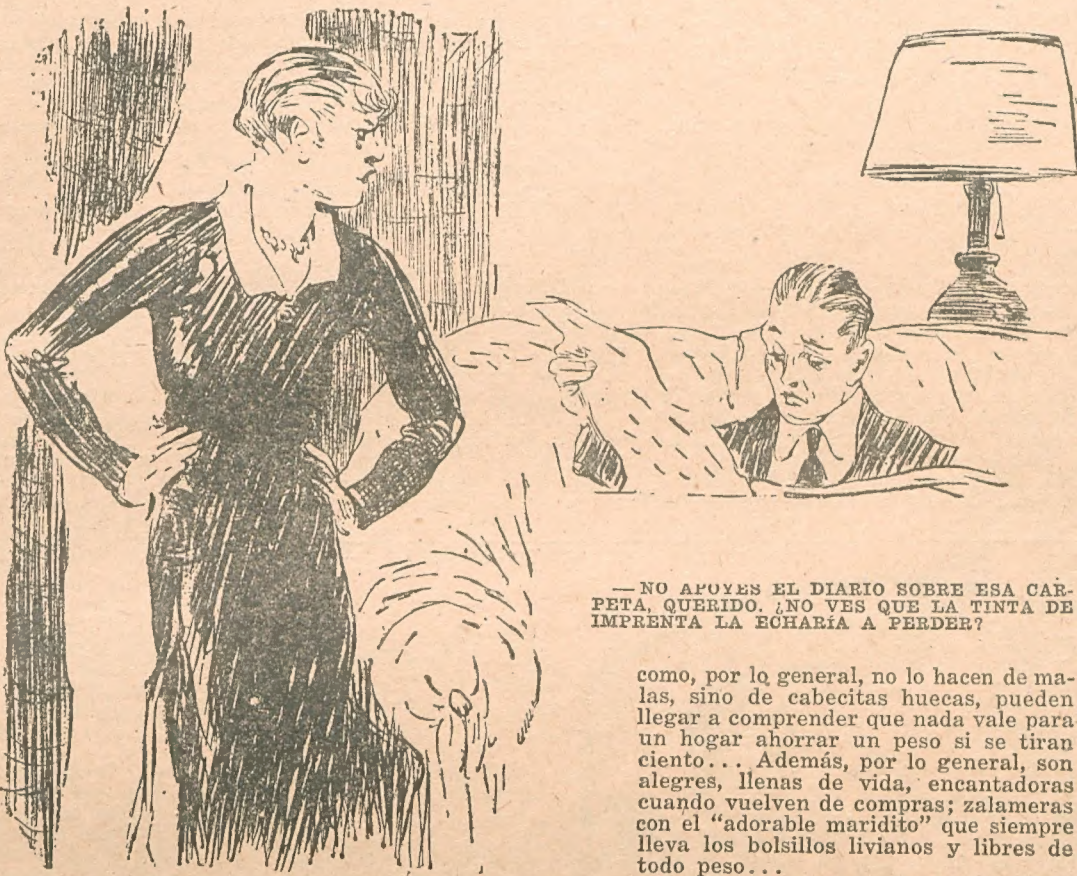 — NO APOYES EL DIARIO SOBRE ESA CAR-
PETA, QUERIDO. ¿NO VES QUE LA TINTA DE
IMPRENTA LA ECHARÍA A PERDER?
como, por lo general, no lo hacen de ma-
las, sino de cabecitas huecas, pueden
llegar a comprender que nada vale para
un hogar ahorrar un peso si se tiran
ciento... Además, por lo general, son
alegres, llenas de vida, encantadoras
cuando vuelven de compras; zalameras
con el "adorable maridito" que siempre
lleva los bolsillos livianos y libres de
todo peso...